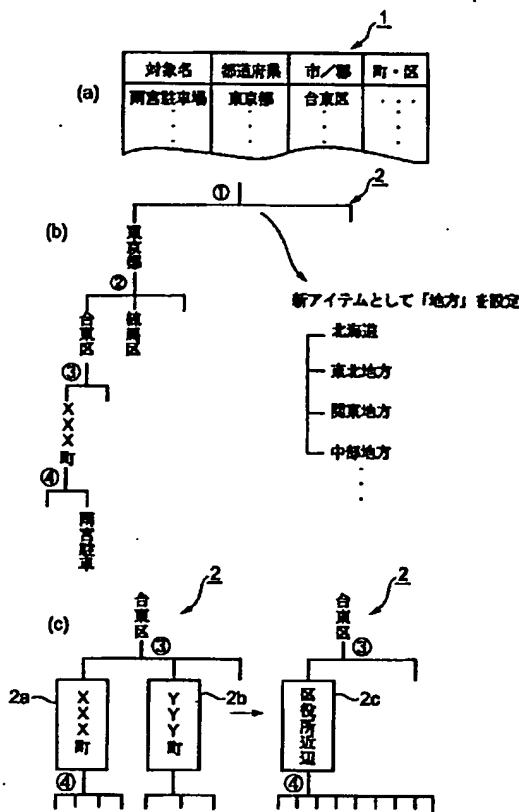 1
(a)
対象名 都道府県 市/郡 町・区
雨宮駐車場 東京都 台東区 ・・・
(b)
① 2
東京都
②
新アイテムとして「地方」を設定
台東区 練馬区
北海道
③
東北地方
XXX町
関東地方
④
中部地方
雨宮駐車
(c)
2 2
台東区 台東区
③ ③
2a XXX町 YYY町 2b 区役所近辺 2c
④ ④